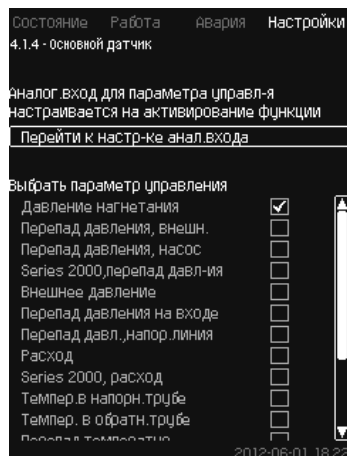 Состояние Работа Авария Настройки
4.1.4 - Основной датчик
Аналог.вход для параметра управл-я
настраивается на активирование функции
Перейти к настр-ке анал.входа
Выбрать параметр управления
Давление нагнетания
Перепад давления, внешн.
Перепад давления, насос
Series 2000,перепад давл-ия
Внешнее давление
Перепад давления на входе
Перепад давл.,напор.линия
Расход
Series 2000, расход
Темпер.в напорн.трубе
Темпер. в обратн.трубе
2012-06-01 18:22